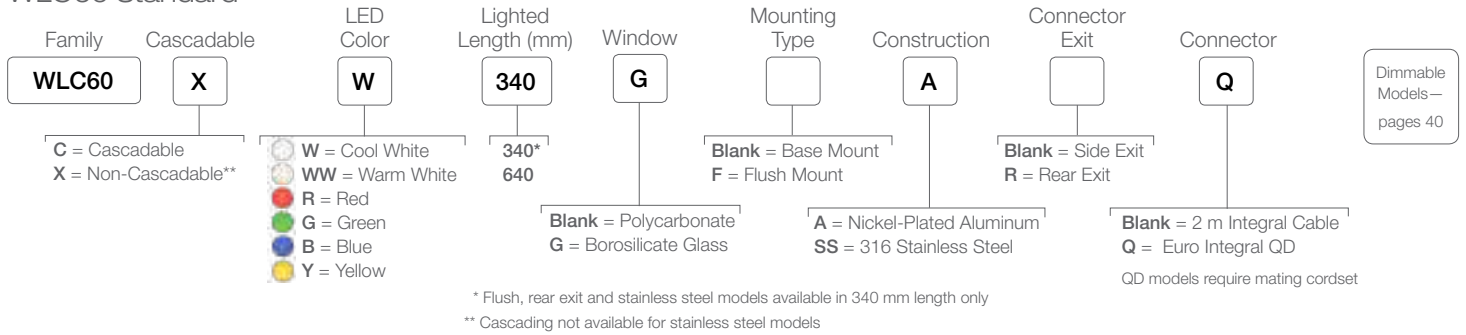 WLC60 Standard
LED Color
Lighted Length (mm)
Mounting Type
Connector Exit
Family
Cascadable
Window
Construction
Connector
WLC60
X
W
340
G
A
Q
Dimmable
Models—
pages 40
C = Cascadable
X = Non-Cascadable**
W = Cool White
WW = Warm White
R = Red
G = Green
B = Blue
Y = Yellow
340*
640
Blank = Polycarbonate
G = Borosilicate Glass
Blank = Base Mount
F = Flush Mount
A = Nickel-Plated Aluminum
SS = 316 Stainless Steel
Blank = Side Exit
R = Rear Exit
Blank = 2 m Integral Cable
Q = Euro Integral QD
QD models require mating cordset
* Flush, rear exit and stainless steel models available in 340 mm length only
** Cascading not available for stainless steel models